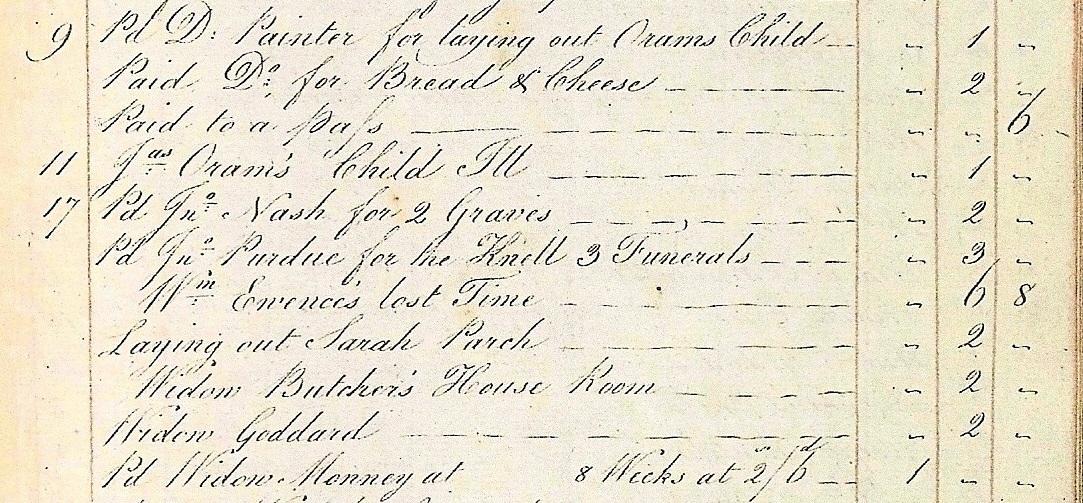 9 Pd D: Painter for laying out Orams Child -- " 1 "
Paid Do. for Bread & Cheese - - - - - " 2 "
Paid to a Pass - - - - - - - " " 6
11 Jas Oram's Child Ill - - - - - - " 1 "
17 Pd Jno. Nash for 2 Graves - - - - - " 2 "
Pd Jno. Purdue for the Knell 3 Funerals - - - " 3 "
Wm Ewence's lost Time - - - - - - " 6 8
Laying out Sarah Parch - - - - - - " 2 "
Widow Butcher's House Room - - - - " 2 "
Widow Goddard - - - - - - - - " 2 "
Pd Widow Monney at 8 Weeks at 2/6d -- 1 " "